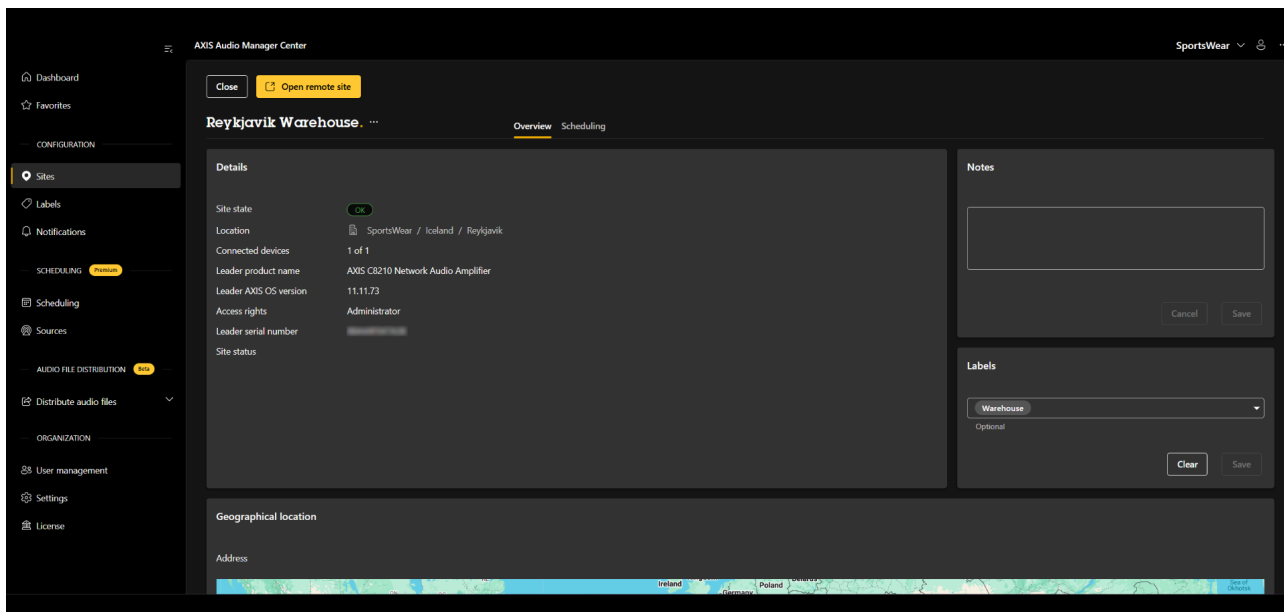 AXIS Audio Manager Center
SportsWear
Dashboard
Favorites
CONFIGURATION
Sites
Labels
Notifications
SCHEDULING Premium
Scheduling
Sources
AUDIO FILE DISTRIBUTION Beta
Distribute audio files
ORGANIZATION
User management
Settings
License
Close
Open remote site
Reykjavik Warehouse. ...
Overview Scheduling
Details
Site state OK
Location SportsWear / Iceland / Reykjavik
Connected devices 1 of 1
Leader product name AXIS C8210 Network Audio Amplifier
Leader AXIS OS version 11.11.73
Access rights Administrator
Leader serial number
Site status
Notes
Cancel Save
Labels
Warehouse
Optional
Clear Save
Geographical location
Address
Ireland
Poland
Belarus
Germany
Sea of
Okhotsk